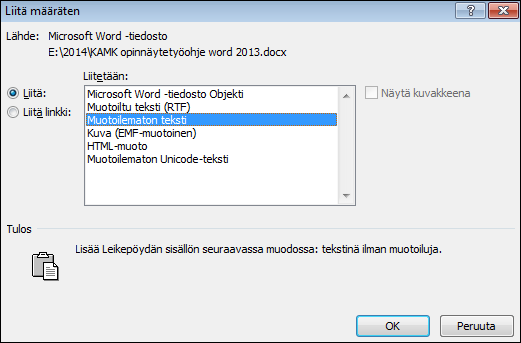 Liitä määräten
Lähde: Microsoft Word -tiedosto
E:\2014\KAMK opinnäytetyöohje word 2013.docx
Liitetään:
Liitä:
Liitä linkki:
Microsoft Word -tiedosto Objekti
Muotoiltu teksti (RTF)
Muotoilematon teksti
Kuva (EMF-muotoinen)
HTML-muoto
Muotoilematon Unicode-teksti
Näytä kuvakkeena
Tulos
Lisää Leikepöydän sisällön seuraavassa muodossa: tekstinä ilman muotoiluja.
OK
Peruuta